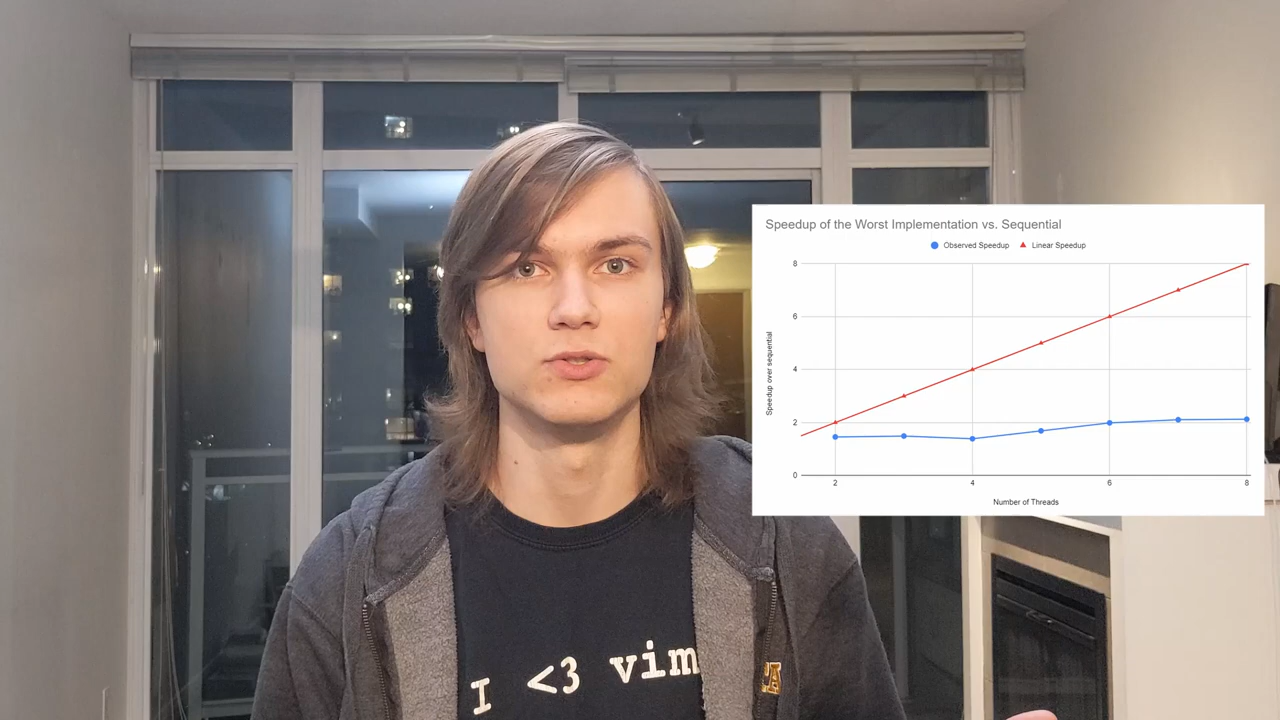 Speedup of the Worst Implementation vs. Sequential
Observed Speedup
Linear Speedup
8
6
4
2
0
Speedup over sequential
2
4
6
8
Number of Threads
I <3 vim